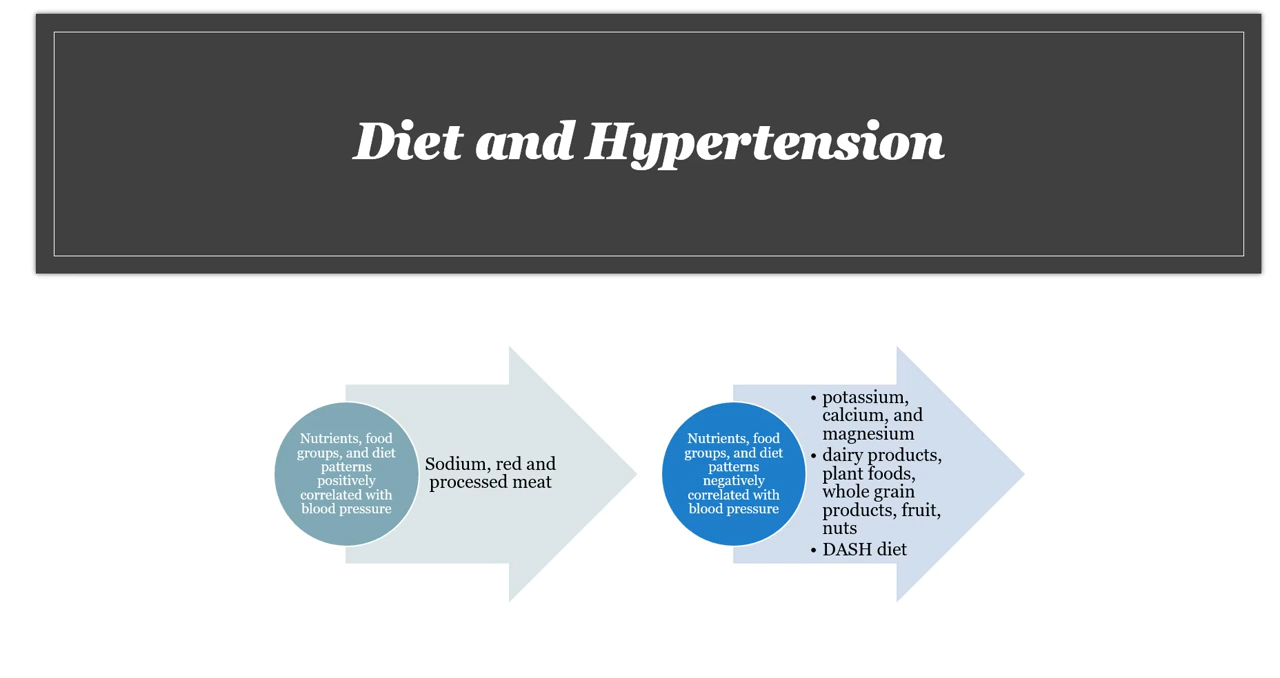 Diet and Hypertension
Nutrients, food
groups, and diet
patterns
positively
correlated with
blood pressure
Sodium, red and
processed meat
Nutrients, food
groups, and diet
patterns
negatively
correlated with
blood pressure
• potassium,
calcium, and
magnesium
• dairy products,
plant foods,
whole grain
products, fruit,
nuts
• DASH diet